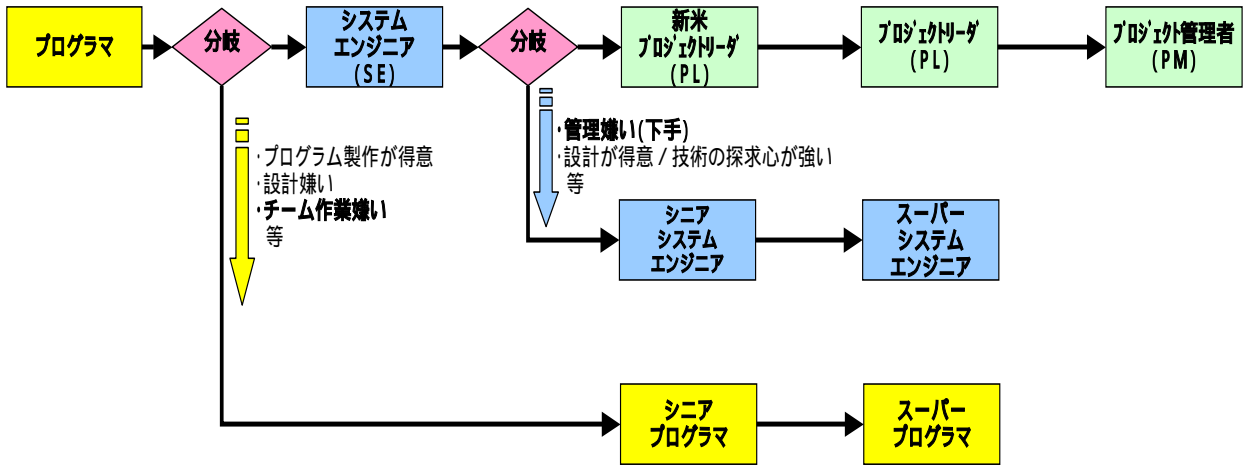 プログラマ
分岐
システム
エンジニア
(SE)
分岐
新米
プロジェクトリーダ
(PL)
プロジェクトリーダ
(PL)
プロジェクト管理者
(PM)
・プログラム製作が得意
・設計嫌い
・チーム作業嫌い
等
・管理嫌い(下手)
・設計が得意 / 技術の探求心が強い
等
シニア
システム
エンジニア
スーパー
システム
エンジニア
シニア
プログラマ
スーパー
プログラマ